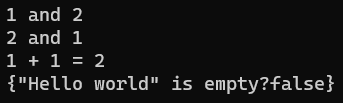 1 and 2
2 and 1
1 + 1 = 2
{"Hello world" is empty?false}